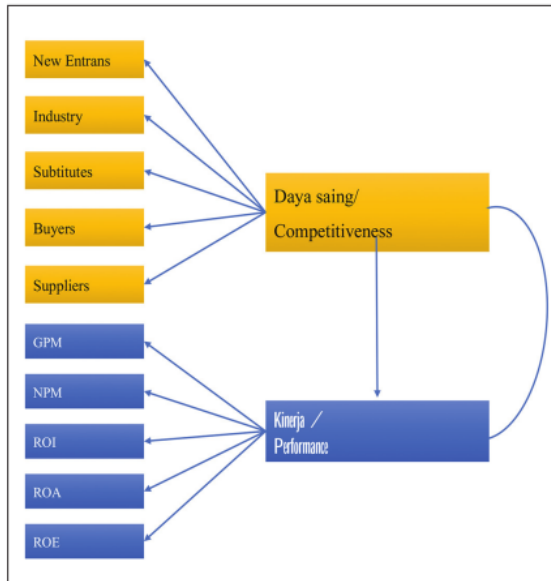 New Entrans
Industry
Subtitutes
Buyers
Suppliers
Daya saing/
Competitiveness
GPM
NPM
ROI
ROA
ROE
Kinerja /
Performance